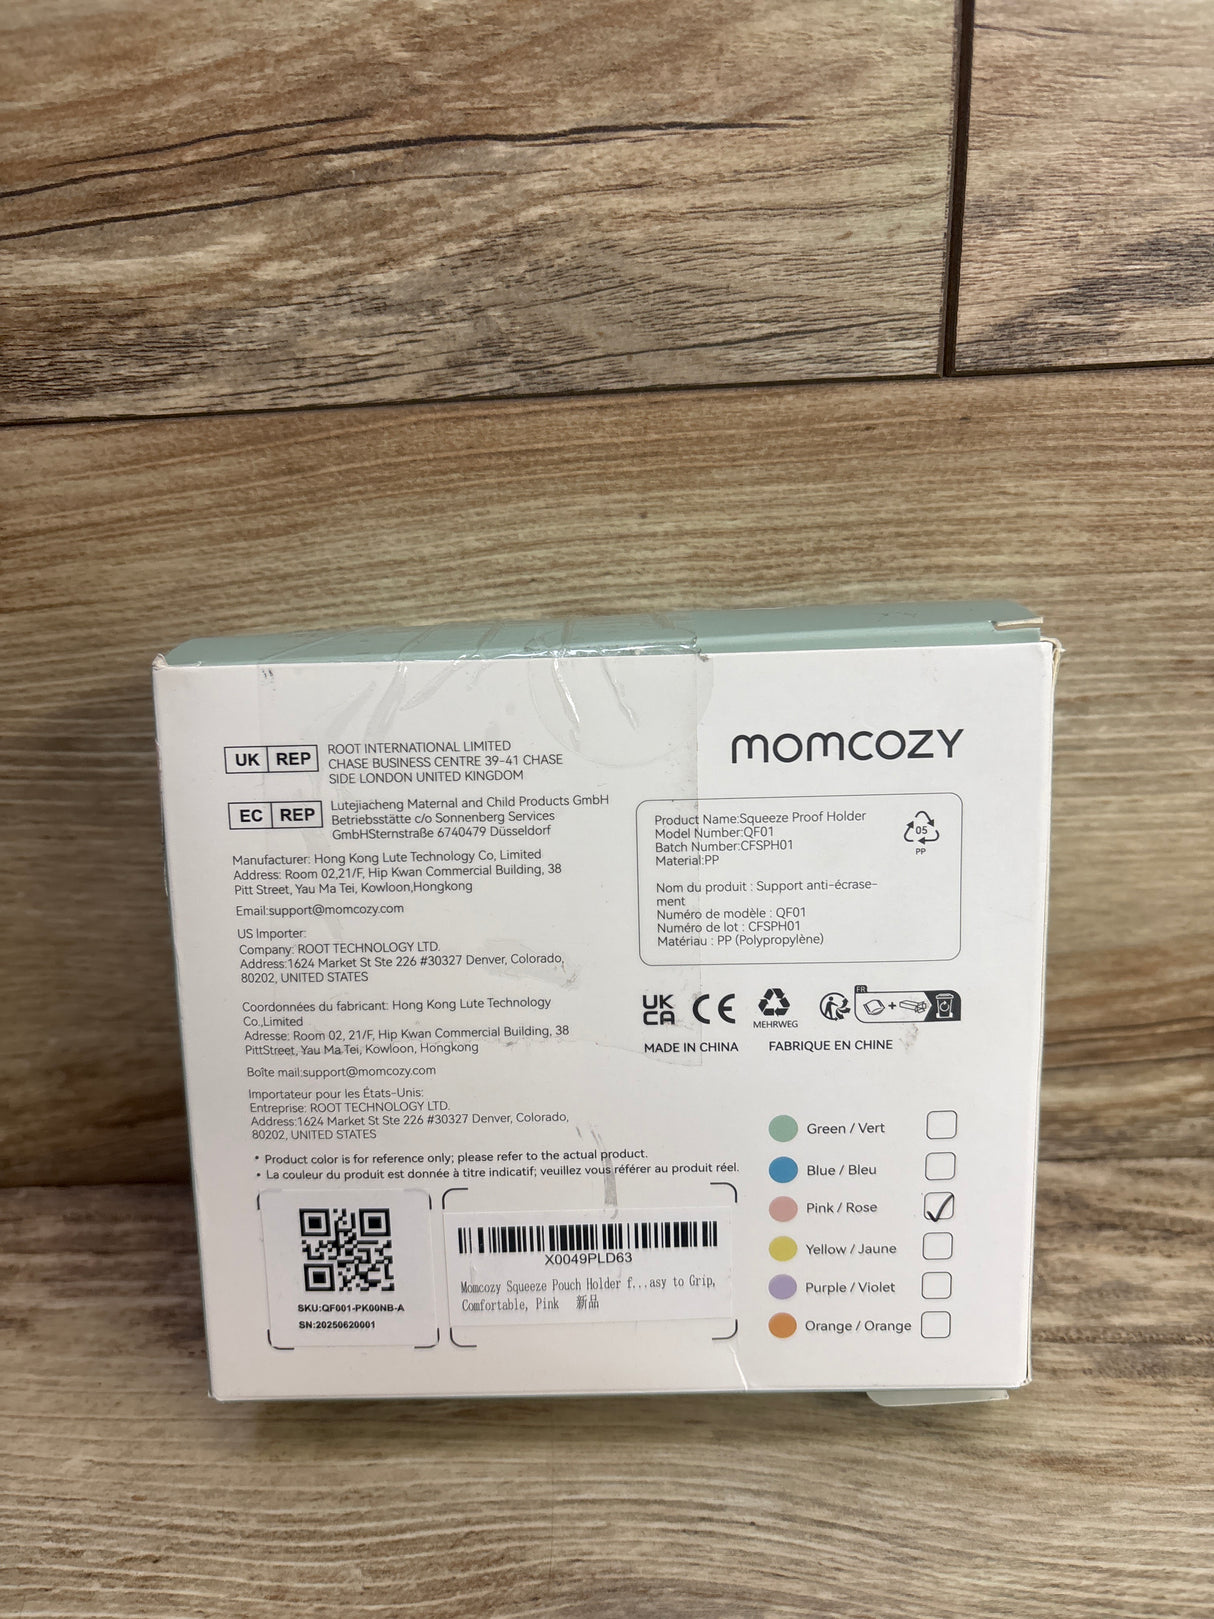 UK REP
ROOT INTERNATIONAL LIMITED
CHASE BUSINESS CENTRE 39-41 CHASE
SIDE LONDON UNITED KINGDOM
EC REP
Lutejiacheng Maternal and Child Products GmbH
Betriebsstätte c/o Sonnenberg Services
GmbHSternstraße 6740479 Düsseldorf
Manufacturer: Hong Kong Lute Technology Co, Limited
Address: Room 02,21/F, Hip Kwan Commercial Building, 38
Pitt Street, Yau Ma Tei, Kowloon,Hongkong
Email:support@momcozy.com
US Importer:
Company: ROOT TECHNOLOGY LTD.
Address:1624 Market St Ste 226 #30327 Denver, Colorado,
80202, UNITED STATES
Coordonnées du fabricant: Hong Kong Lute Technology
Co.,Limited
Adresse: Room 02, 21/F, Hip Kwan Commercial Building, 38
PittStreet, Yau Ma Tei, Kowloon, Hongkong
Boîte mail:support@momcozy.com
Importateur pour les États-Unis:
Entreprise: ROOT TECHNOLOGY LTD.
Address:1624 Market St Ste 226 #30327 Denver, Colorado,
80202, UNITED STATES
* Product color is for reference only; please refer to the actual product.
• La couleur du produit est donnée à titre indicatif; veuillez vous référer au produit réel.
SKU:QF001-PK00NB-A
SN:20250620001
X0049PLD63
Momcozy Squeeze Pouch Holder f...asy to Grip,
Comfortable, Pink 新品
momcozy
Product Name:Squeeze Proof Holder
Model Number:QF01
Batch Number:CFSPH01
Material:PP
05
PP
Nom du produit : Support anti-écrase-
ment
Numéro de modèle : QF01
Numéro de lot : CFSPH01
Matériau : PP (Polypropylène)
UK
CA
CE
MEHRWEG
FR
+
MADE IN CHINA
FABRIQUE EN CHINE
Green / Vert
Blue / Bleu
Pink / Rose
Yellow / Jaune
Purple / Violet
Orange / Orange